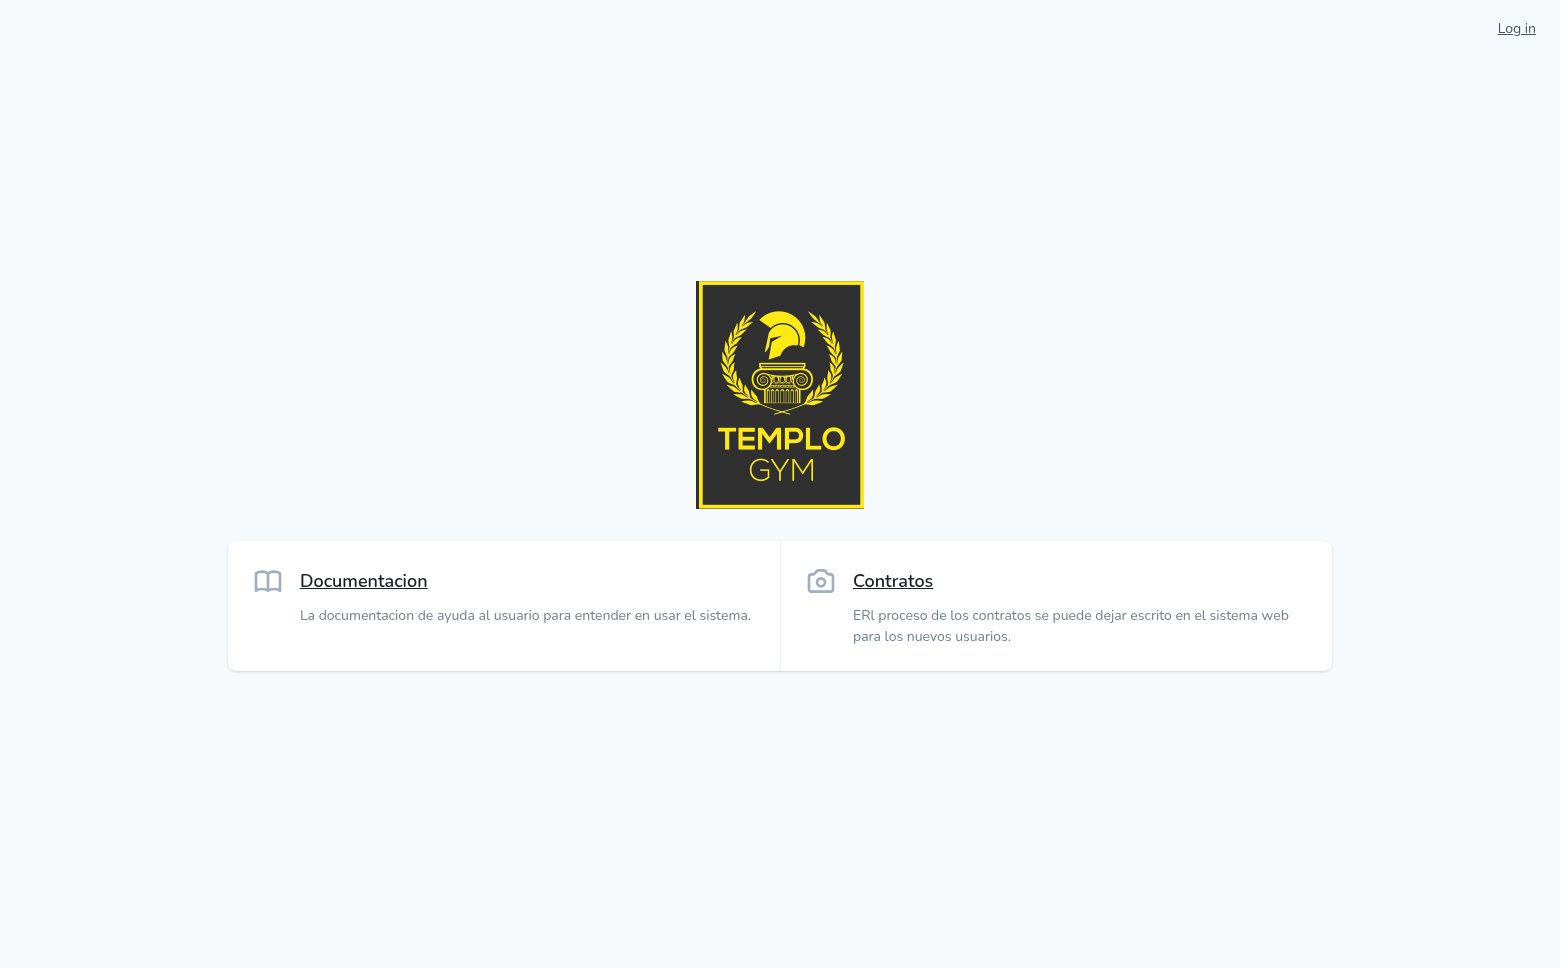 Log in
TEMPLO
GYM
Documentacion
La documentacion de ayuda al usuario para entender en usar el sistema.
Contratos
ERl proceso de los contratos se puede dejar escrito en el sistema web
para los nuevos usuarios.